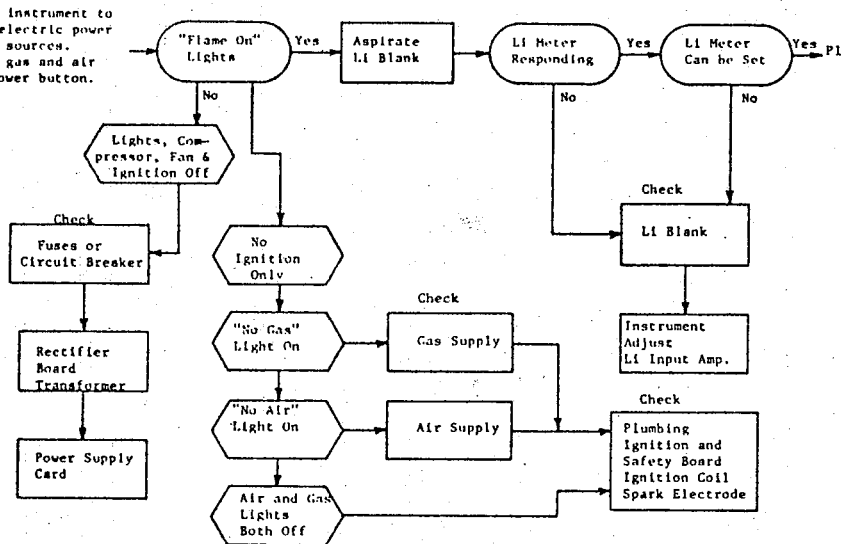 instrument to
electric power
sources.
gas and air
power button.
"Flame On"
Lights
Yes
Aspirate
Li Blank
Li Meter
Responding
Yes
Li Meter
Can be Set
Yes
No
No
No
Lights, Com-
pressor, Fan &
Ignition Off
Check
Fuses or
Circuit Breaker
Rectifier
Board
Transformer
Power Supply
Card
No
Ignition
Only
"No Gas"
Light On
Check
Gas Supply
"No Air"
Light On
Air Supply
Air and Gas
Lights
Both Off
Check
Li Blank
Instrument
Adjust
Li Input Amp.
Check
Plumbing
Ignition and
Safety Board
Ignition Coil
Spark Electrode